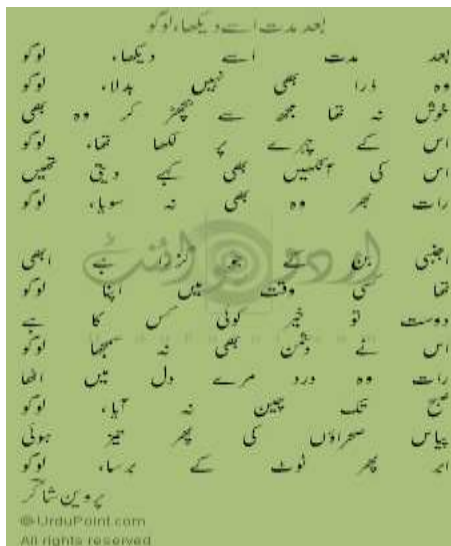 بعد مدت اسے دیکھا، لوگو
بعد مدت اسے دیکھا، لوگو
وہ ذرا بھی نہیں بدلا، لوگو
خوش نہ تھا مجھ سے بچھڑ کر وہ بھی
اس کے چہرے پر لکھا تھا، لوگو
اس کی آنکھیں بھی کہے دیتی تھیں
رات بھر وہ بھی نہ سویا، لوگو
اجنبی بن کے جو گزرا ہے ابھی
تھا کسی وقت میں اپنا لوگو
دوست تو خیر کوئی کس کا ہے
اس نے دشمن بھی نہ سمجھا لوگو
رات وہ درد مرے دل میں اٹھا
صبح تک چین نہ آیا، لوگو
پیاس صحراؤں کی پھر تیز ہوئی
ابر پھر ٹوٹ کے برسا، لوگو
پروین شاکر
© UrduPoint.com
All rights reserved
اردو پوائنٹ